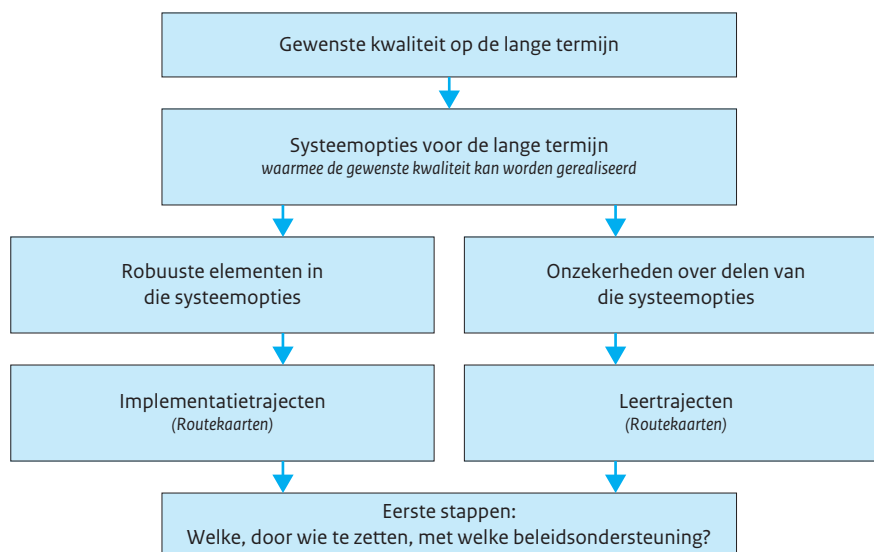 Gewenste kwaliteit op de lange termijn
Systeemopties voor de lange termijn
waarmee de gewenste kwaliteit kan worden gerealiseerd
Robuuste elementen in
die systeemopties
Onzekerheden over delen van
die systeemopties
Implementatietrajecten
(Routekaarten)
Leertrajecten
(Routekaarten)
Eerste stappen:
Welke, door wie te zetten, met welke beleidsondersteuning?